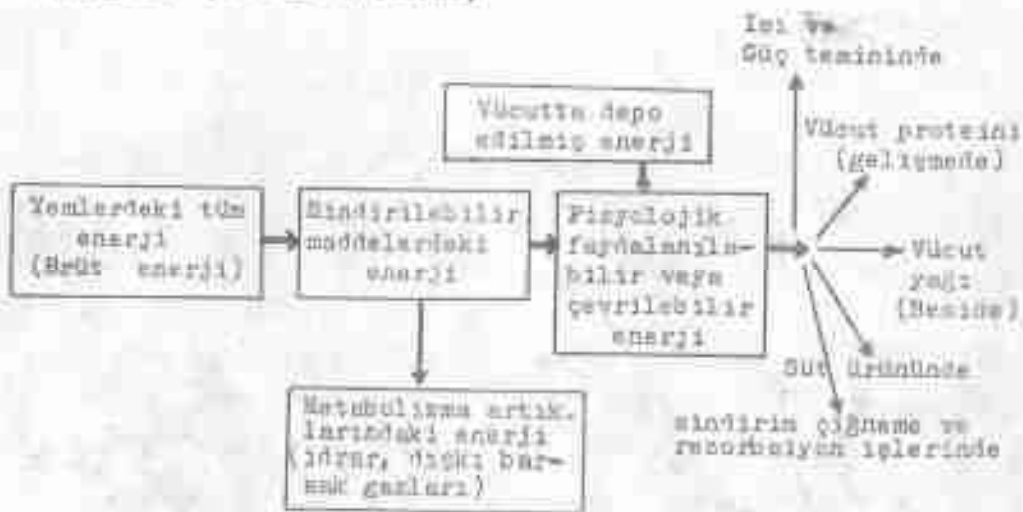 Isı ve
Güç temininde
Vücutta depo
edilmiş enerji
Vücut proteini
(gelişmede)
Yemlerdeki tüm
enerji
(Brüt enerji)
Sindirilebilir
maddelerdeki
enerji
Fizyolojik
faydalanıla-
bilir veya
çevrilebilir
enerji
Vücut
yağı
(Beside)
Süt ürününde
sindirim çiğneme ve
rezorbsiyon işlerinde
Metabolizma artık.
larındaki enerji
(idrar, dışkı bar-
sak gazları)